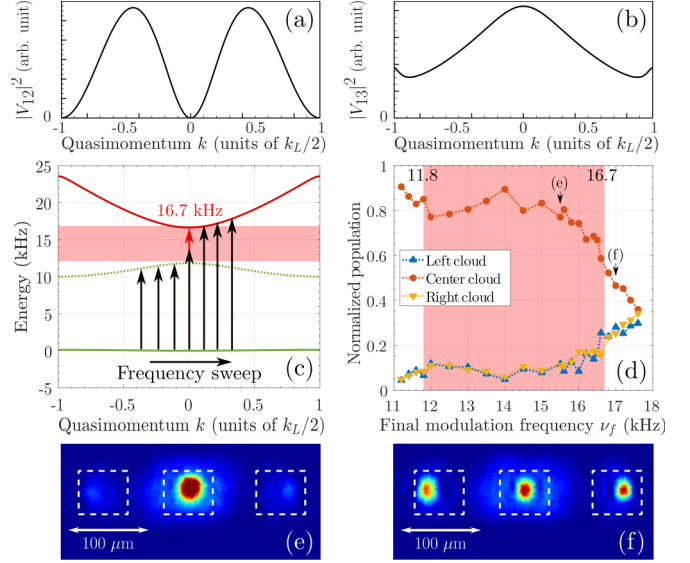 (a)
|V₁₂|² (arb. unit)
0
-1 -0.5 0 0.5 1
Quasimomentum k (units of k_L/2)
(b)
|V₁₃|² (arb. unit)
0
-1 -0.5 0 0.5 1
Quasimomentum k (units of k_L/2)
25
20
15
10
5
0
-5
Energy (kHz)
16.7 kHz
Frequency sweep
(c)
-1 -0.5 0 0.5 1
Quasimomentum k (units of k_L/2)
1
0.8
0.6
0.4
0.2
0
Normalized population
11.8
16.7
(e)
(f)
Left cloud
Center cloud
Right cloud
(d)
11 12 13 14 15 16 17 18
Final modulation frequency ν_f (kHz)
100 μm
(e)
100 μm
(f)